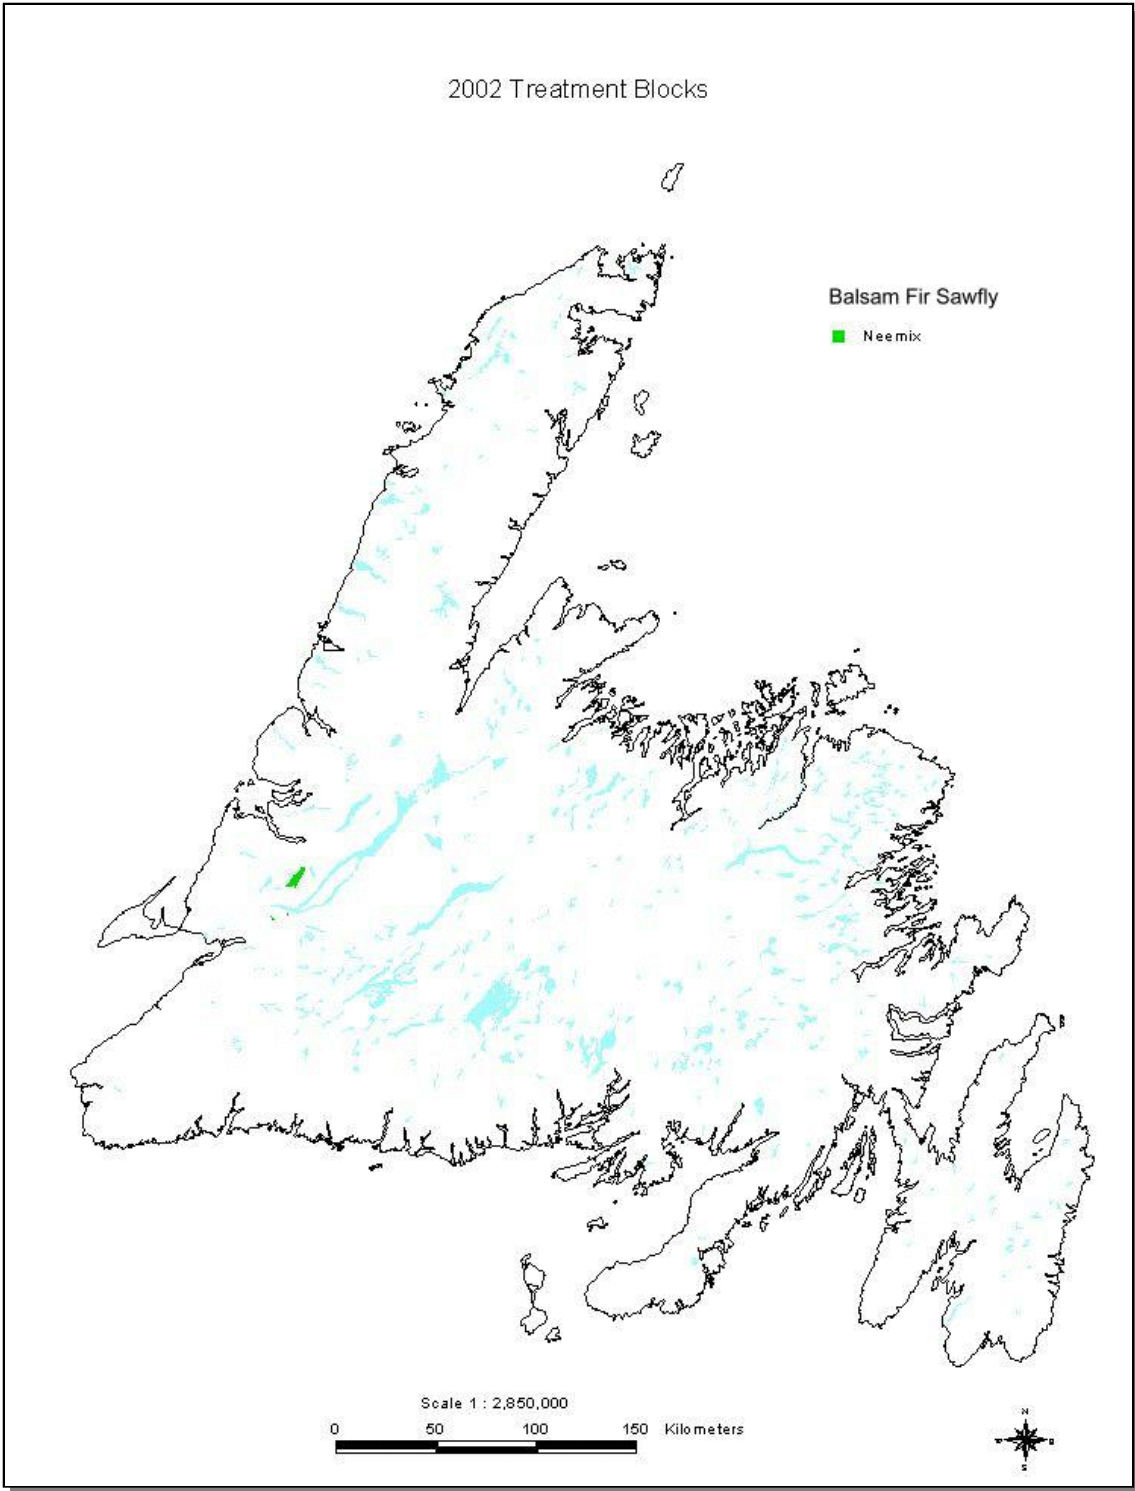 2002 Treatment Blocks
Balsam Fir Sawfly
Neemix
Scale 1 : 2,850,000
0 50 100 150 Kilometers
N
S